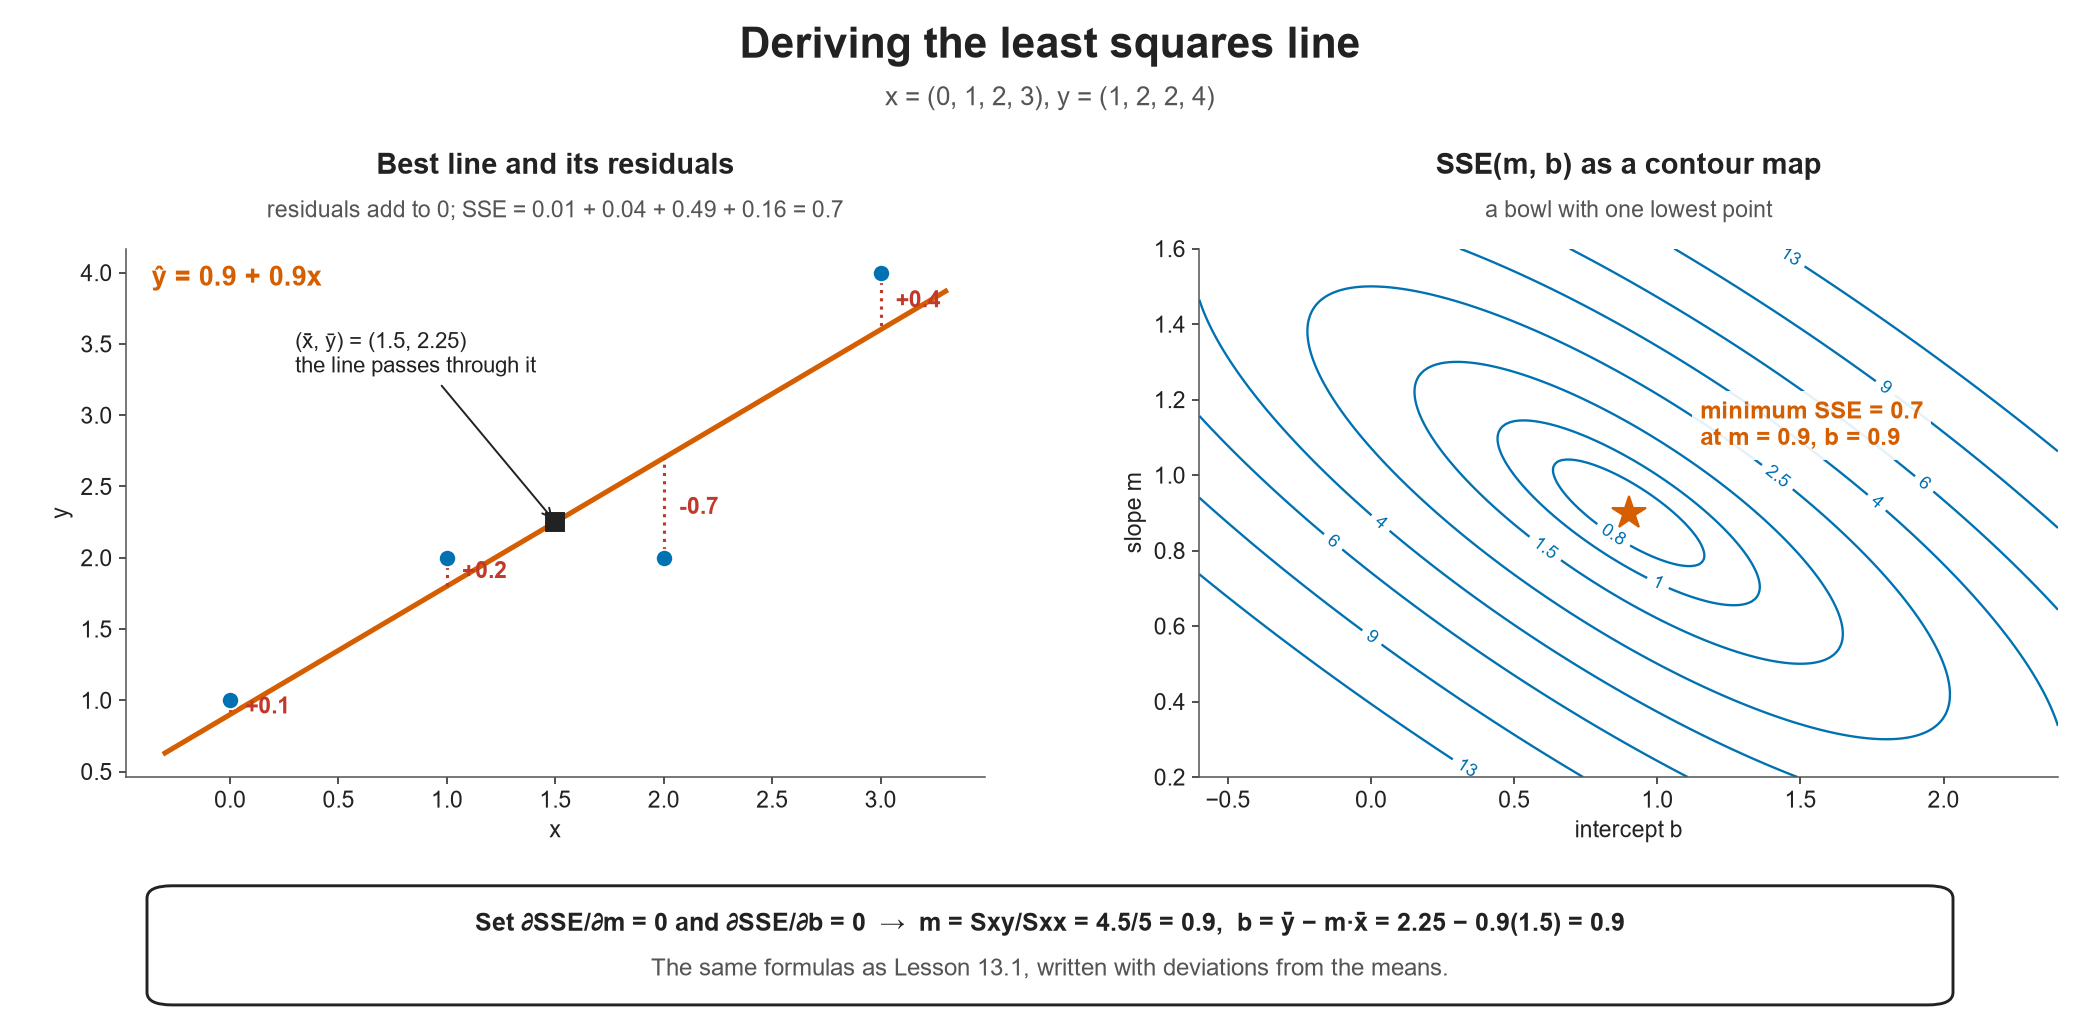 Deriving the least squares line
x = (0, 1, 2, 3), y = (1, 2, 2, 4)
Best line and its residuals
residuals add to 0; SSE = 0.01 + 0.04 + 0.49 + 0.16 = 0.7
ŷ = 0.9 + 0.9x
(x̄, ȳ) = (1.5, 2.25)
the line passes through it
+0.4
-0.7
+0.2
+0.1
4.0
3.5
3.0
2.5
2.0
1.5
1.0
0.5
y
0.0 0.5 1.0 1.5 2.0 2.5 3.0
x
SSE(m, b) as a contour map
a bowl with one lowest point
1.6
1.4
1.2
1.0
0.8
0.6
0.4
0.2
slope m
13
9
minimum SSE = 0.7
at m = 0.9, b = 0.9
2.5
6
4
4
6
0.8
1.5
1
9
13
−0.5 0.0 0.5 1.0 1.5 2.0
intercept b
Set ∂SSE/∂m = 0 and ∂SSE/∂b = 0 → m = Sxy/Sxx = 4.5/5 = 0.9, b = ȳ − m·x̄ = 2.25 − 0.9(1.5) = 0.9
The same formulas as Lesson 13.1, written with deviations from the means.